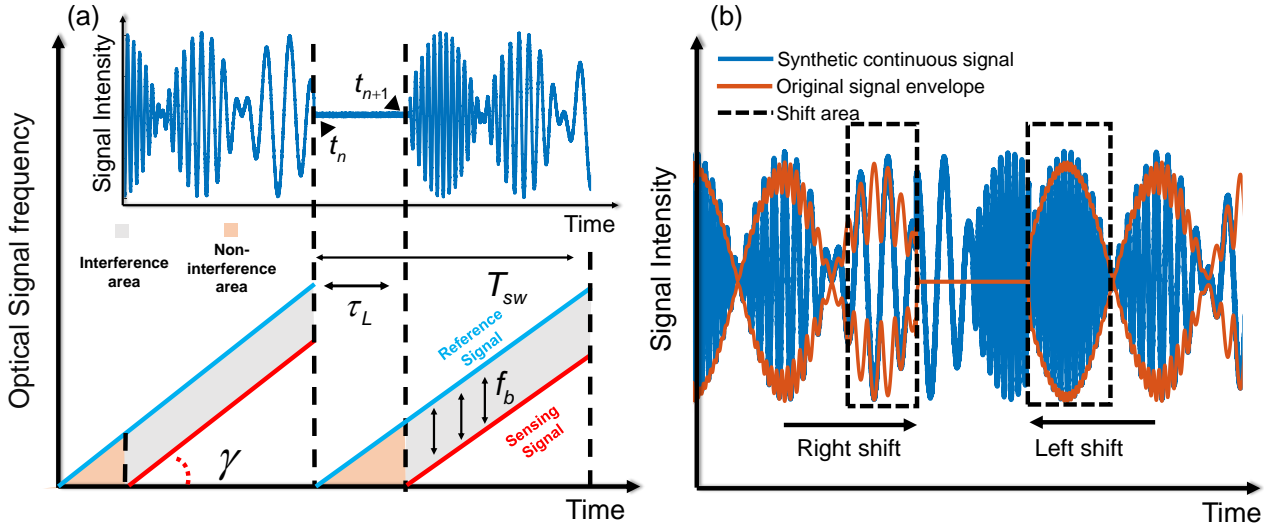 (a)
Signal Intensity
t_{n+1}
t_n
Time
Optical Signal frequency
Interference
area
Non-
interference
area
T_{sw}
τ_L
Reference
Signal
f_b
Sensing
Signal
γ
Time
(b)
Synthetic continuous signal
Original signal envelope
Shift area
Signal Intensity
Right shift
Left shift
Time